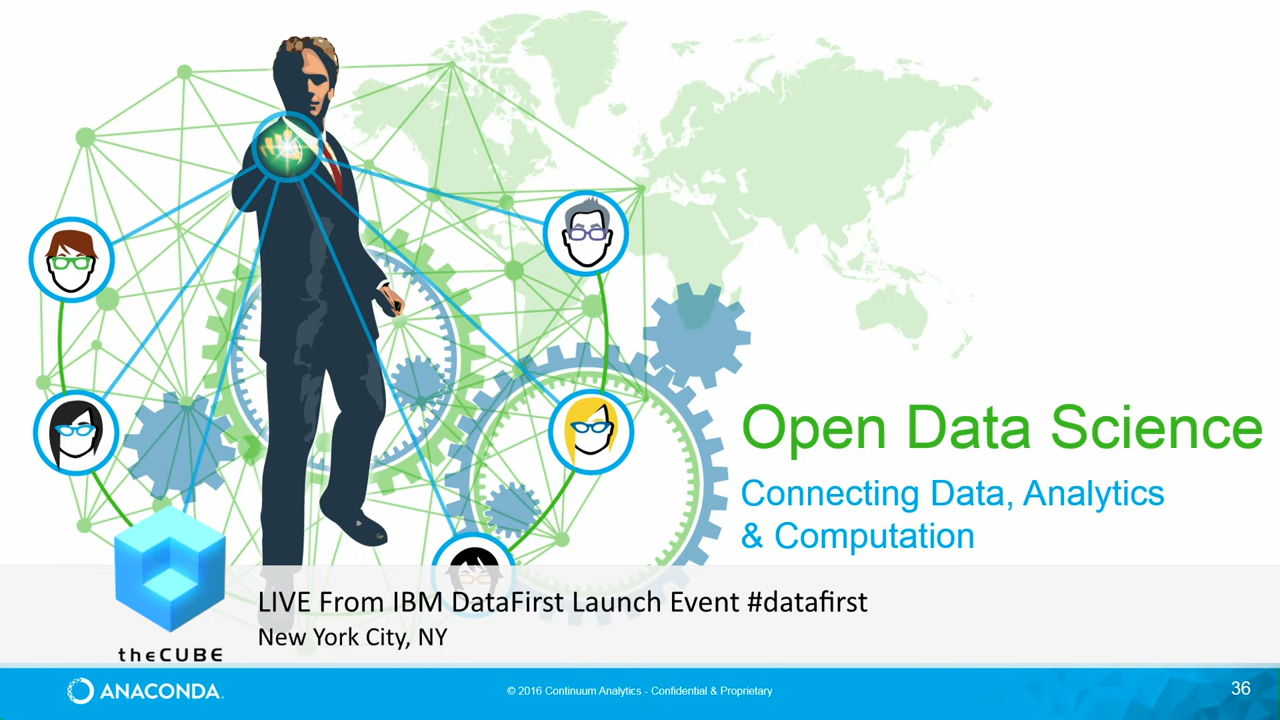 Open Data Science
Connecting Data, Analytics
& Computation
LIVE From IBM DataFirst Launch Event #datafirst
New York City, NY
theCUBE
ANACONDA.
© 2016 Continuum Analytics - Confidential & Proprietary
36